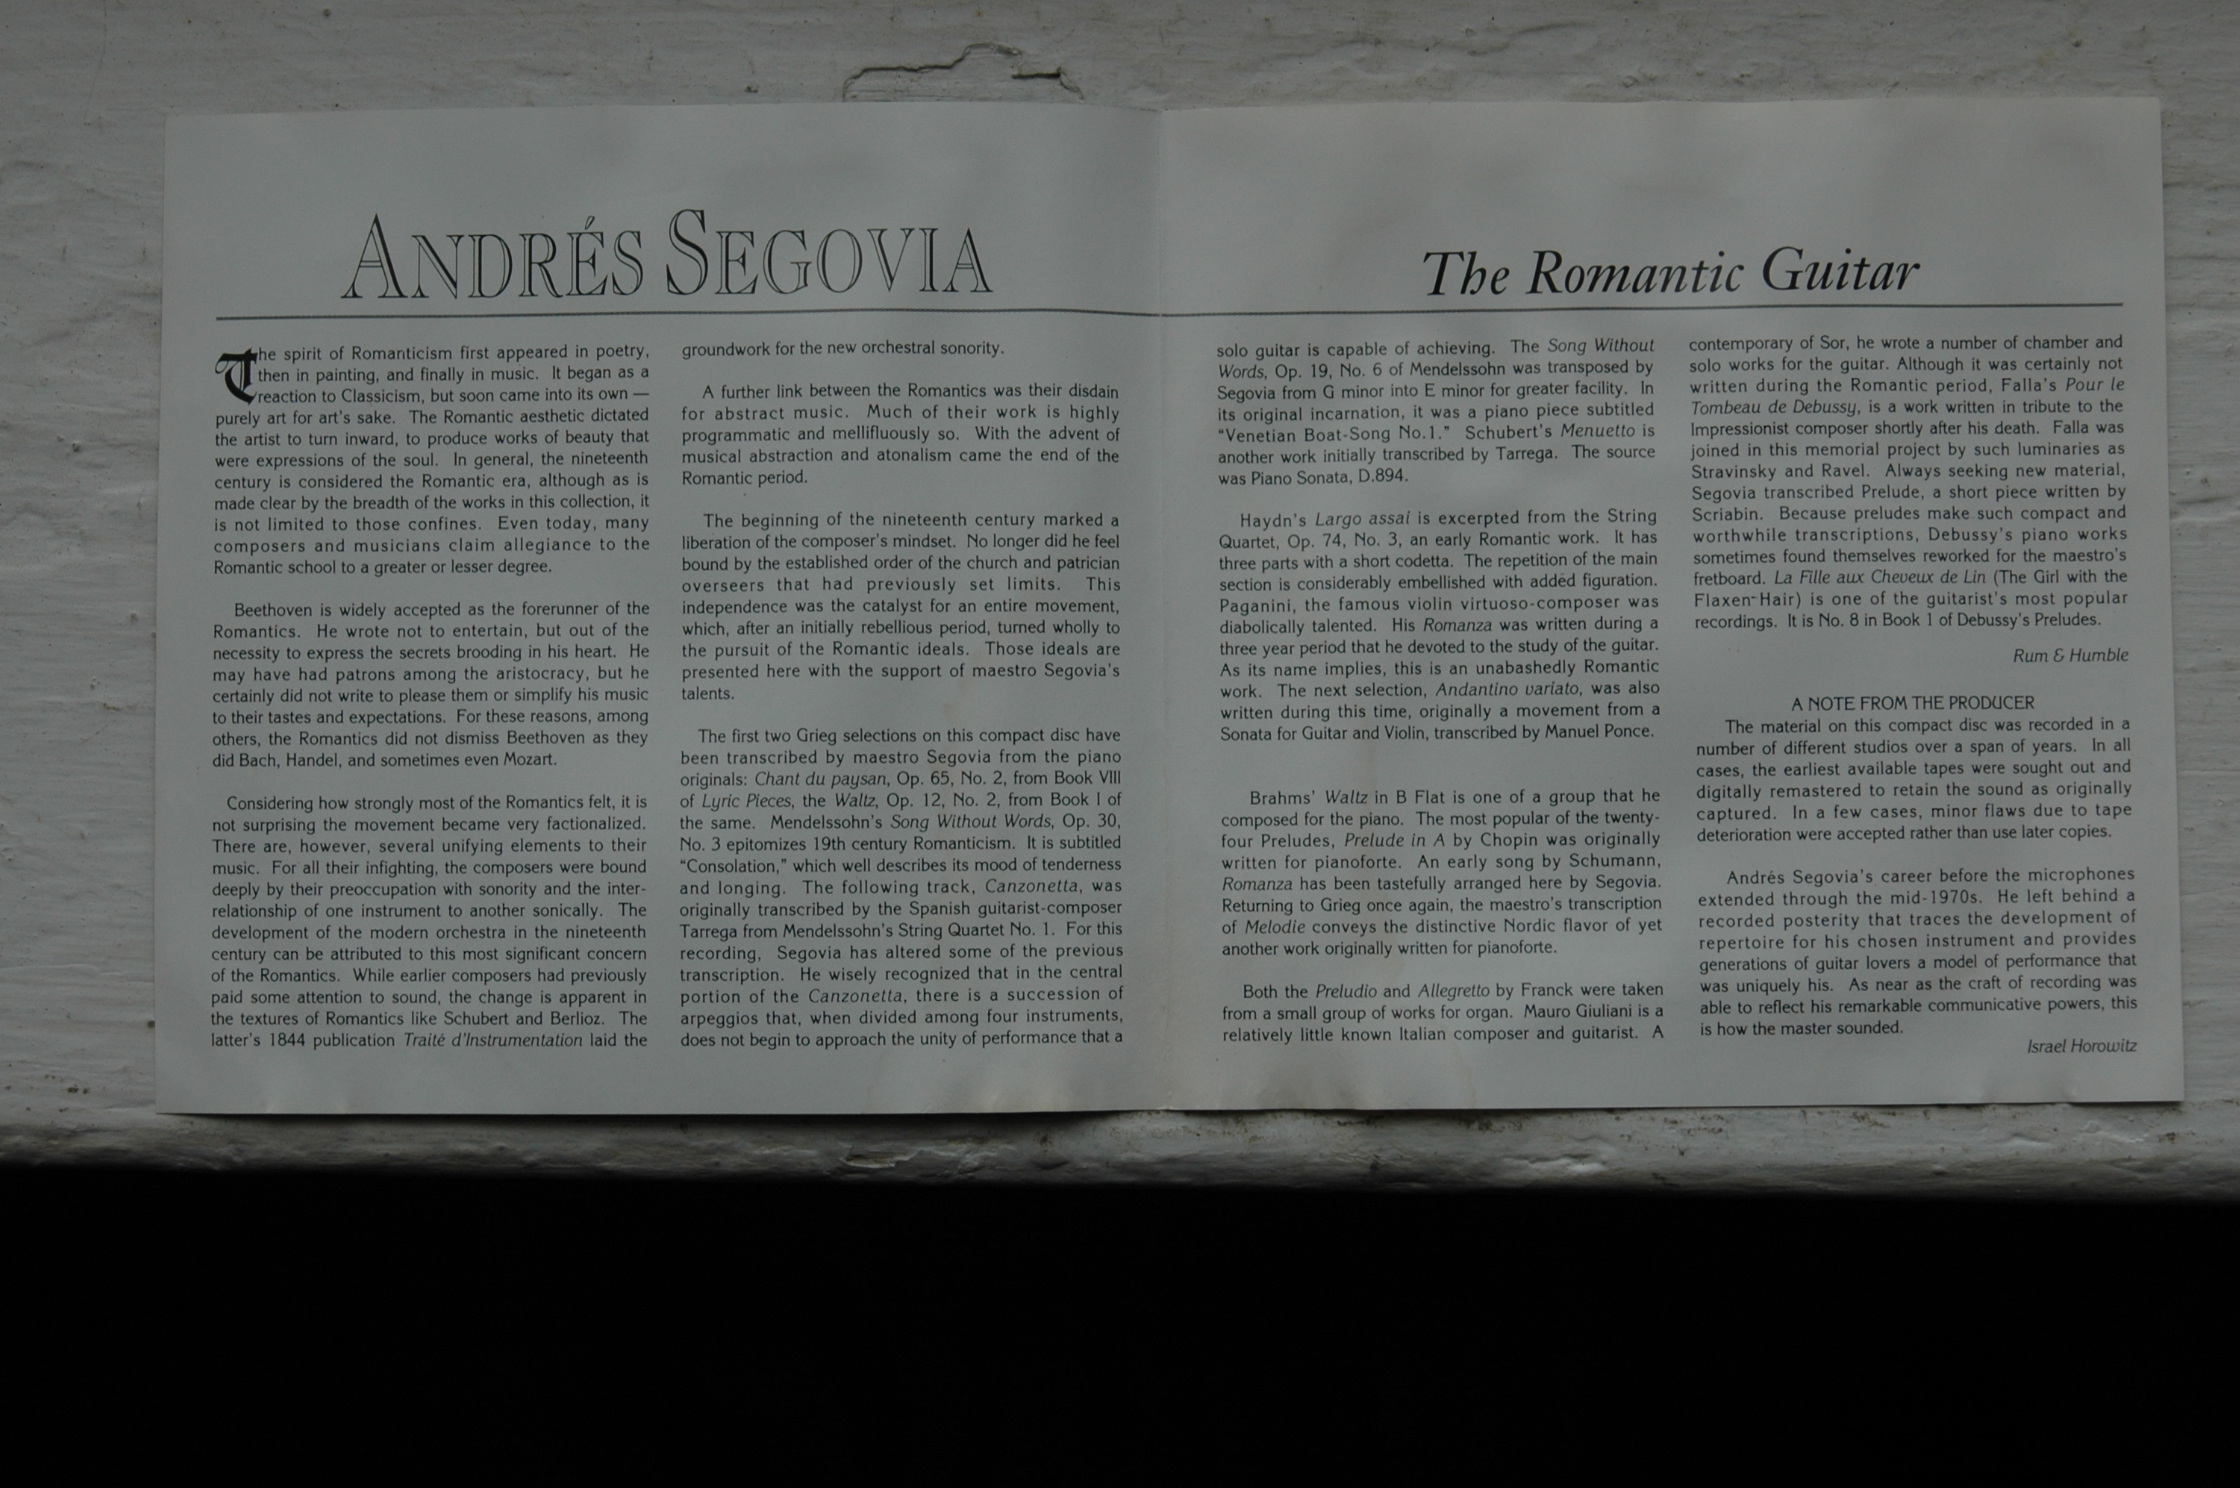 ANDRÉS SEGOVIA
The spirit of Romanticism first appeared in poetry,
then in painting, and finally in music. It began as a
reaction to Classicism, but soon came into its own —
purely art for art's sake. The Romantic aesthetic dictated
the artist to turn inward, to produce works of beauty that
were expressions of the soul. In general, the nineteenth
century is considered the Romantic era, although as is
made clear by the breadth of the works in this collection, it
is not limited to those confines. Even today, many
composers and musicians claim allegiance to the
Romantic school to a greater or lesser degree.
Beethoven is widely accepted as the forerunner of the
Romantics. He wrote not to entertain, but out of the
necessity to express the secrets brooding in his heart. He
may have had patrons among the aristocracy, but he
certainly did not write to please them or simplify his music
to their tastes and expectations. For these reasons, among
others, the Romantics did not dismiss Beethoven as they
did Bach, Handel, and sometimes even Mozart.
Considering how strongly most of the Romantics felt, it is
not surprising the movement became very factionalized.
There are, however, several unifying elements to their
music. For all their infighting, the composers were bound
deeply by their preoccupation with sonority and the inter-
relationship of one instrument to another sonically. The
development of the modern orchestra in the nineteenth
century can be attributed to this most significant concern
of the Romantics. While earlier composers had previously
paid some attention to sound, the change is apparent in
the textures of Romantics like Schubert and Berlioz. The
latter's 1844 publication Traité d'Instrumentation laid the
groundwork for the new orchestral sonority.
A further link between the Romantics was their disdain
for abstract music. Much of their work is highly
programmatic and mellifluously so. With the advent of
musical abstraction and atonalism came the end of the
Romantic period.
The beginning of the nineteenth century marked a
liberation of the composer's mindset. No longer did he feel
bound by the established order of the church and patrician
overseers that had previously set limits. This
independence was the catalyst for an entire movement,
which, after an initially rebellious period, turned wholly to
the pursuit of the Romantic ideals. Those ideals are
presented here with the support of maestro Segovia's
talents.
The first two Grieg selections on this compact disc have
been transcribed by maestro Segovia from the piano
originals: Chant du paysan, Op. 65, No. 2, from Book VIII
of Lyric Pieces, the Waltz, Op. 12, No. 2, from Book I of
the same. Mendelssohn's Song Without Words, Op. 30,
No. 3 epitomizes 19th century Romanticism. It is subtitled
"Consolation," which well describes its mood of tenderness
and longing. The following track, Canzonetta, was
originally transcribed by the Spanish guitarist-composer
Tarrega from Mendelssohn's String Quartet No. 1. For this
recording, Segovia has altered some of the previous
transcription. He wisely recognized that in the central
portion of the Canzonetta, there is a succession of
arpeggios that, when divided among four instruments,
does not begin to approach the unity of performance that a
The Romantic Guitar
solo guitar is capable of achieving. The Song Without
Words, Op. 19, No. 6 of Mendelssohn was transposed by
Segovia from G minor into E minor for greater facility. In
its original incarnation, it was a piano piece subtitled
"Venetian Boat-Song No.1." Schubert's Menuetto is
another work initially transcribed by Tarrega. The source
was Piano Sonata, D.894.
Haydn's Largo assai is excerpted from the String
Quartet, Op. 74, No. 3, an early Romantic work. It has
three parts with a short codetta. The repetition of the main
section is considerably embellished with added figuration.
Paganini, the famous violin virtuoso-composer was
diabolically talented. His Romanza was written during a
three year period that he devoted to the study of the guitar.
As its name implies, this is an unabashedly Romantic
work. The next selection, Andantino variato, was also
written during this time, originally a movement from a
Sonata for Guitar and Violin, transcribed by Manuel Ponce.
Brahms' Waltz in B Flat is one of a group that he
composed for the piano. The most popular of the twenty-
four Preludes, Prelude in A by Chopin was originally
written for pianoforte. An early song by Schumann,
Romanza has been tastefully arranged here by Segovia.
Returning to Grieg once again, the maestro's transcription
of Melodie conveys the distinctive Nordic flavor of yet
another work originally written for pianoforte.
Both the Preludio and Allegretto by Franck were taken
from a small group of works for organ. Mauro Giuliani is a
relatively little known Italian composer and guitarist. A
contemporary of Sor, he wrote a number of chamber and
solo works for the guitar. Although it was certainly not
written during the Romantic period, Falla's Pour le
Tombeau de Debussy, is a work written in tribute to the
Impressionist composer shortly after his death. Falla was
joined in this memorial project by such luminaries as
Stravinsky and Ravel. Always seeking new material,
Segovia transcribed Prelude, a short piece written by
Scriabin. Because preludes make such compact and
worthwhile transcriptions, Debussy's piano works
sometimes found themselves reworked for the maestro's
fretboard. La Fille aux Cheveux de Lin (The Girl with the
Flaxen-Hair) is one of the guitarist's most popular
recordings. It is No. 8 in Book 1 of Debussy's Preludes.
Rum & Humble
A NOTE FROM THE PRODUCER
The material on this compact disc was recorded in a
number of different studios over a span of years. In all
cases, the earliest available tapes were sought out and
digitally remastered to retain the sound as originally
captured. In a few cases, minor flaws due to tape
deterioration were accepted rather than use later copies.
Andrés Segovia's career before the microphones
extended through the mid-1970s. He left behind a
recorded posterity that traces the development of
repertoire for his chosen instrument and provides
generations of guitar lovers a model of performance that
was uniquely his. As near as the craft of recording was
able to reflect his remarkable communicative powers, this
is how the master sounded.
Israel Horowitz